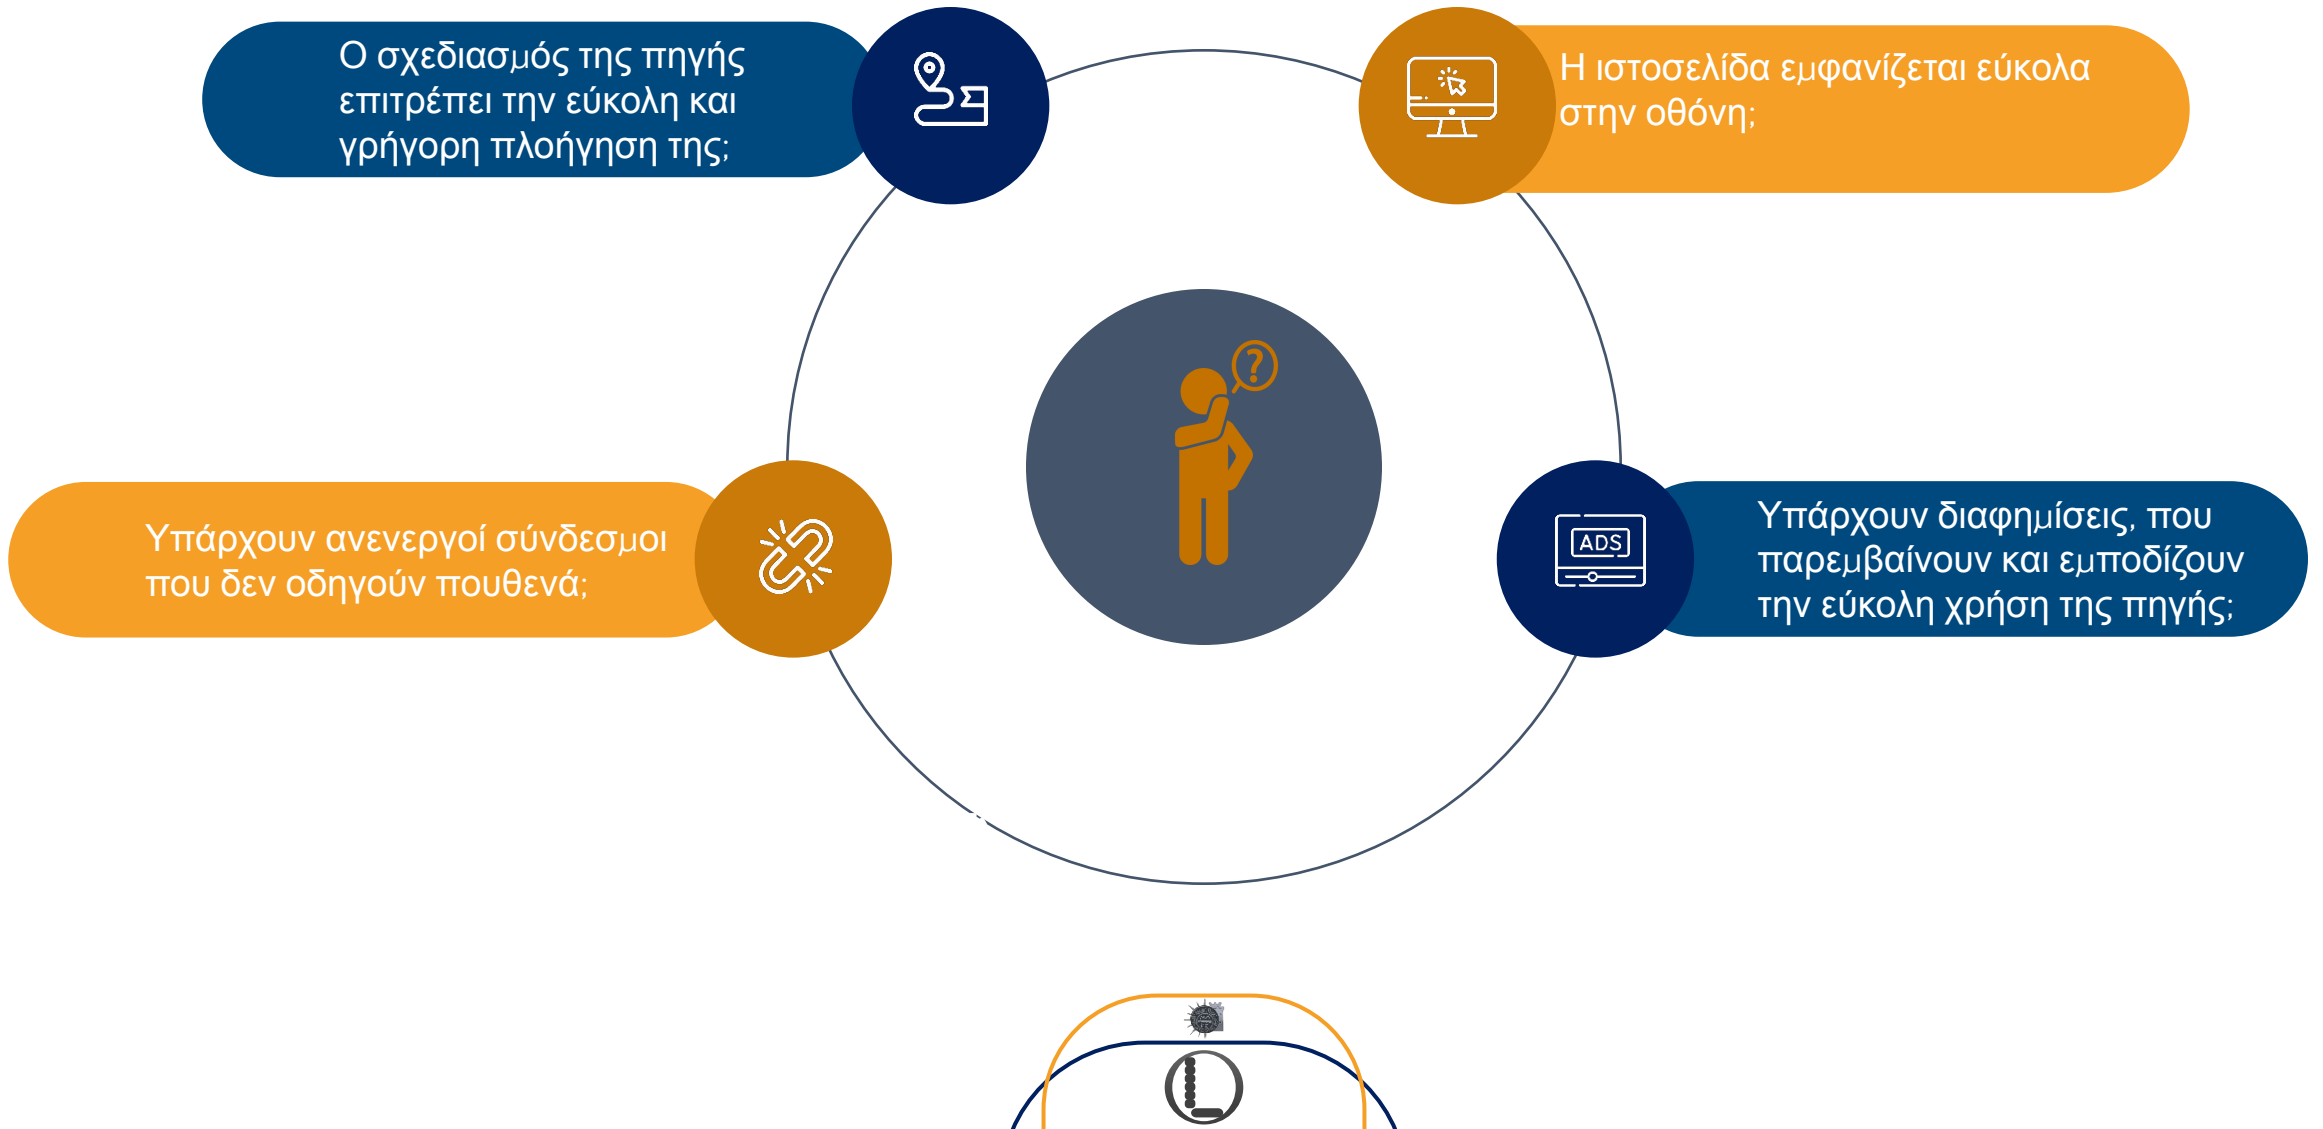 Ο σχεδιασμός της πηγής
επιτρέπει την εύκολη και
γρήγορη πλοήγηση της;
Η ιστοσελίδα εμφανίζεται εύκολα
στην οθόνη;
Υπάρχουν ανενεργοί σύνδεσμοι
που δεν οδηγούν πουθενά;
ADS
Υπάρχουν διαφημίσεις, που
παρεμβαίνουν και εμποδίζουν
την εύκολη χρήση της πηγής;
?
L